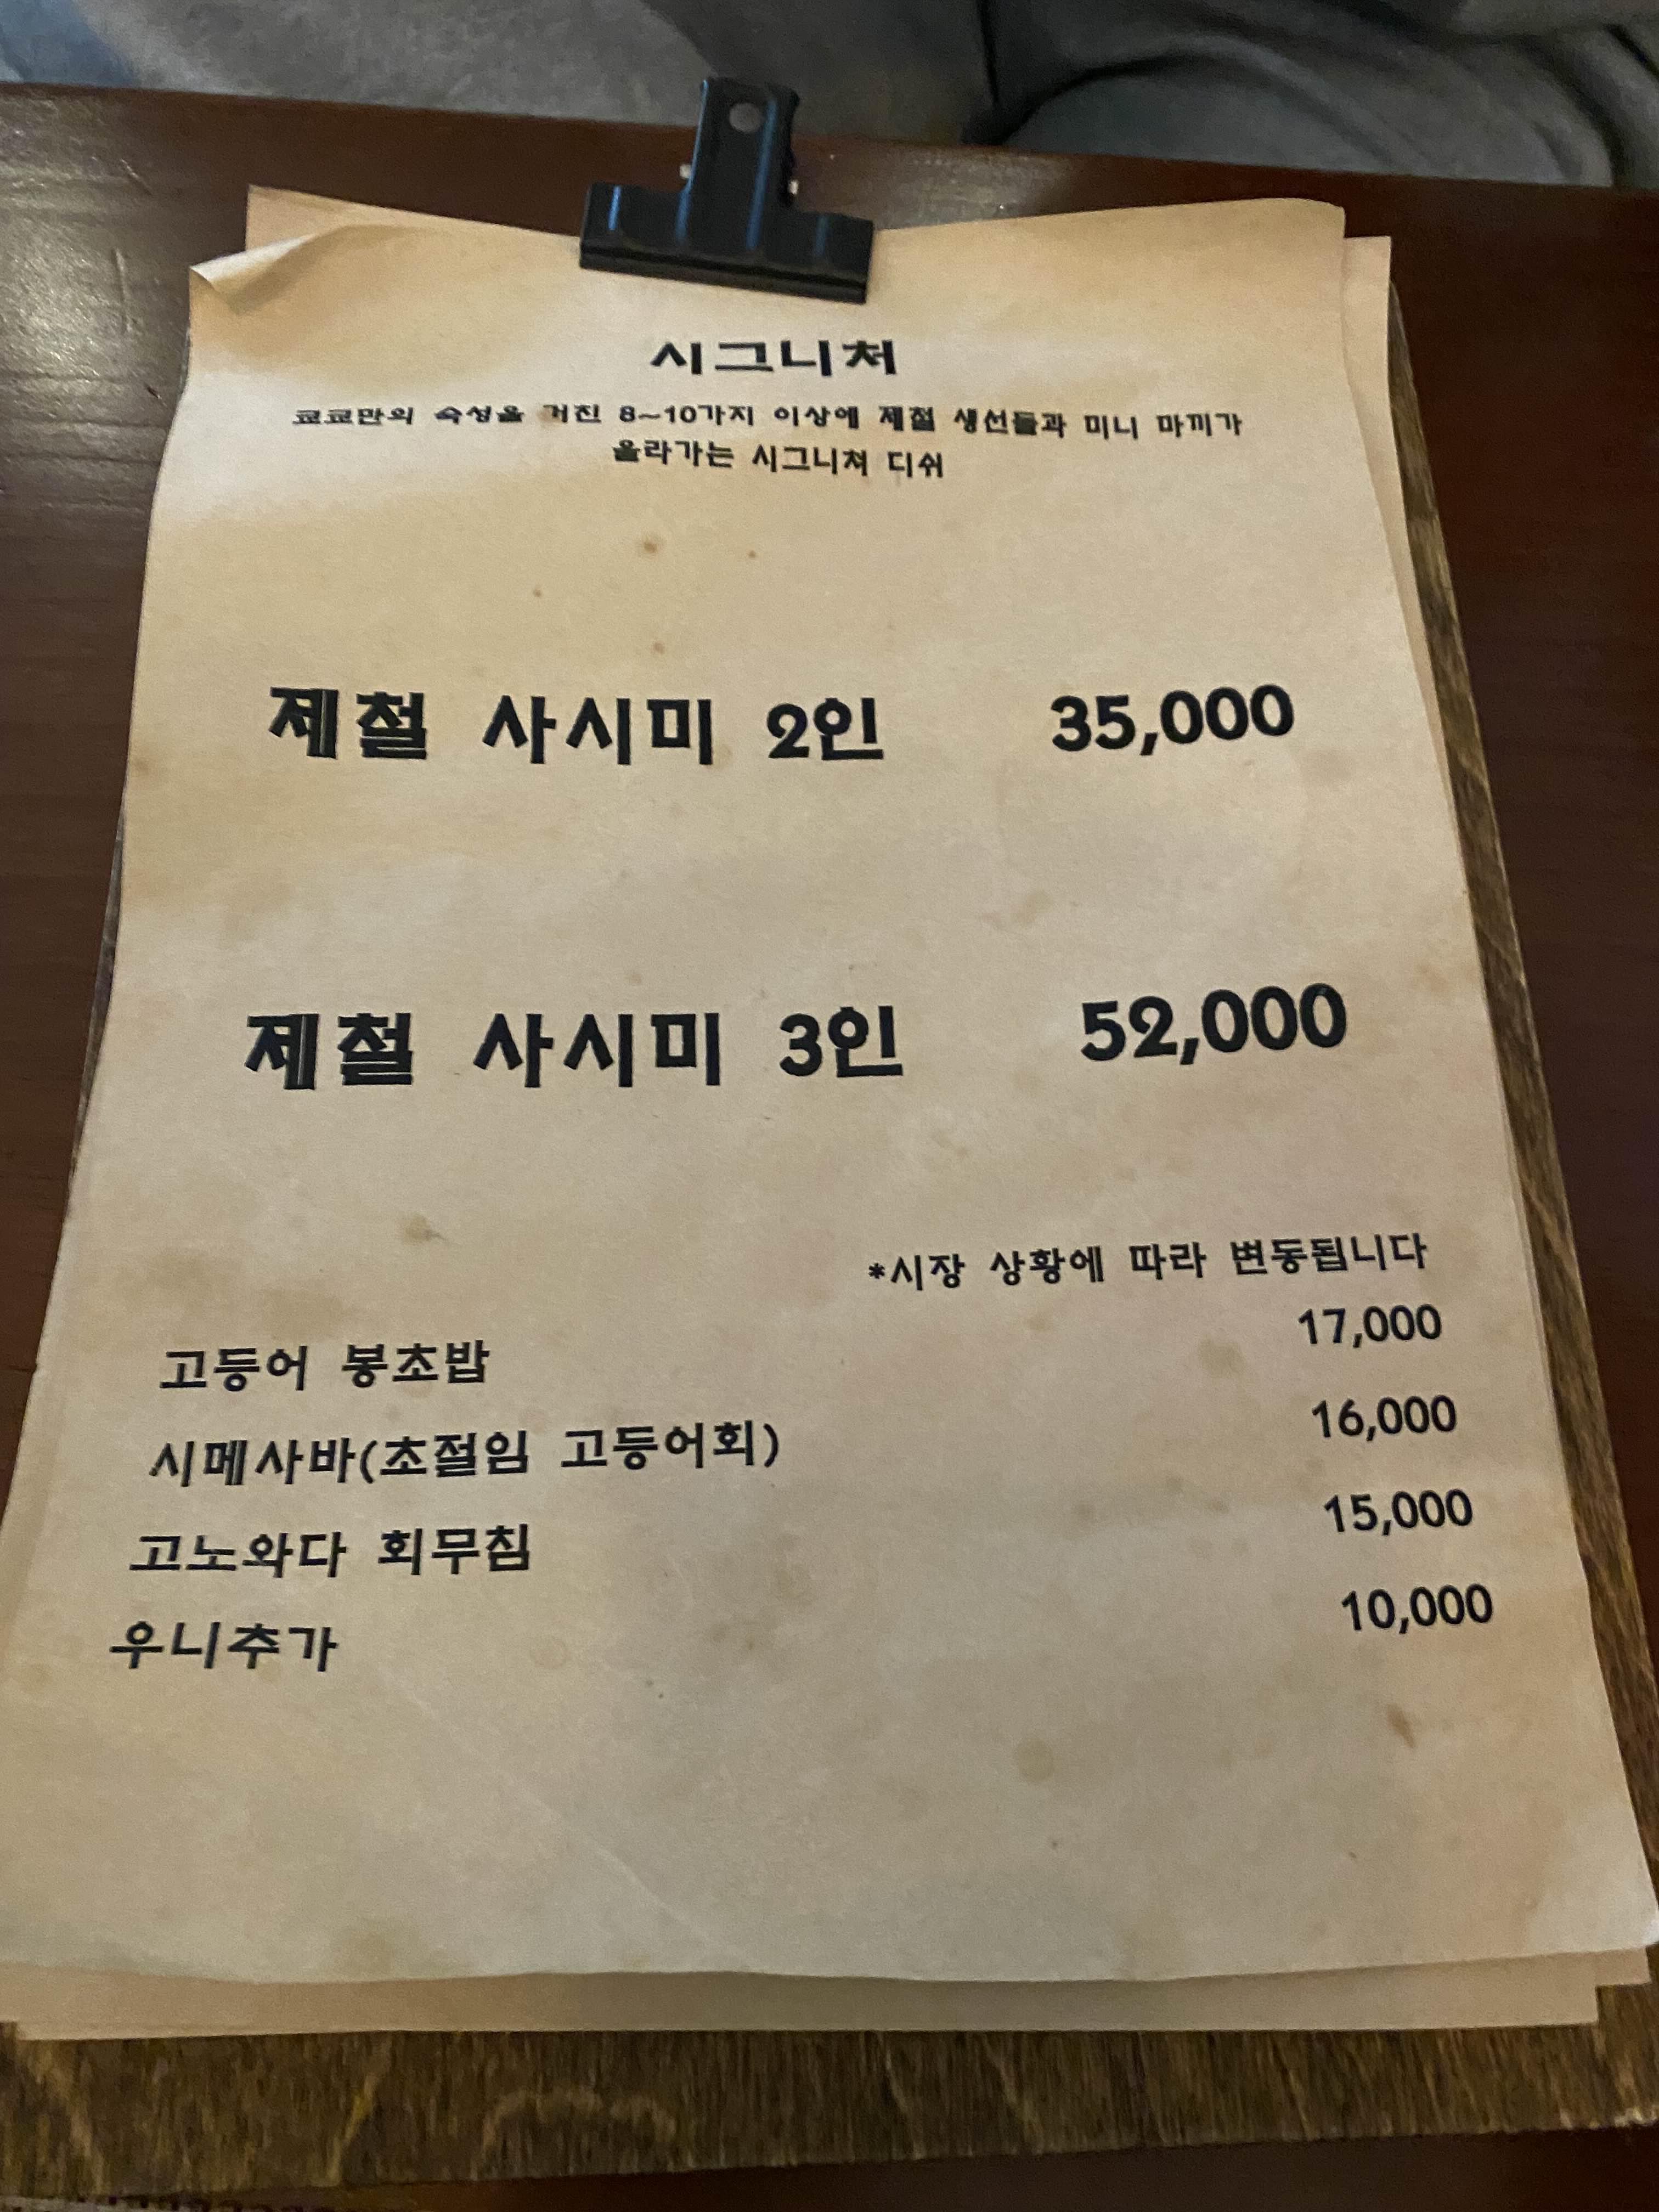 시그니처
쿄쿄만의 숙성을 거친 8~10가지 이상에 제철 생선들과 미니 마끼가
올라가는 시그니쳐 디쉬
제철 사시미 2인 35,000
제철 사시미 3인 52,000
*시장 상황에 따라 변동됩니다
고등어 봉초밥 17,000
시메사바(초절임 고등어회) 16,000
고노와다 회무침 15,000
우니추가 10,000